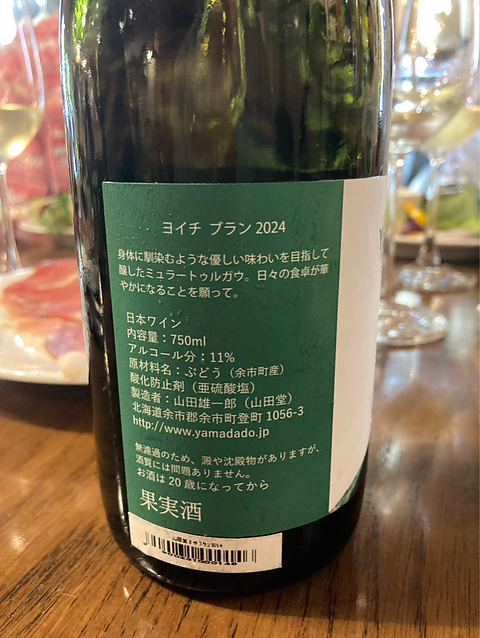 ヨイチ ブラン 2024
身体に馴染むような優しい味わいを目指して
醸したミュラートゥルガウ。日々の食卓が華
やかになることを願って。
日本ワイン
内容量：750ml
アルコール分：11%
原材料名：ぶどう（余市町産）
酸化防止剤（亜硫酸塩）
製造者：山田雄一郎（山田堂）
北海道余市郡余市町登町 1056-3
http://www.yamadado.jp
無濾過のため、澱や沈殿物がありますが、
酒質には問題ありません。
お酒は 20 歳になってから
果実酒